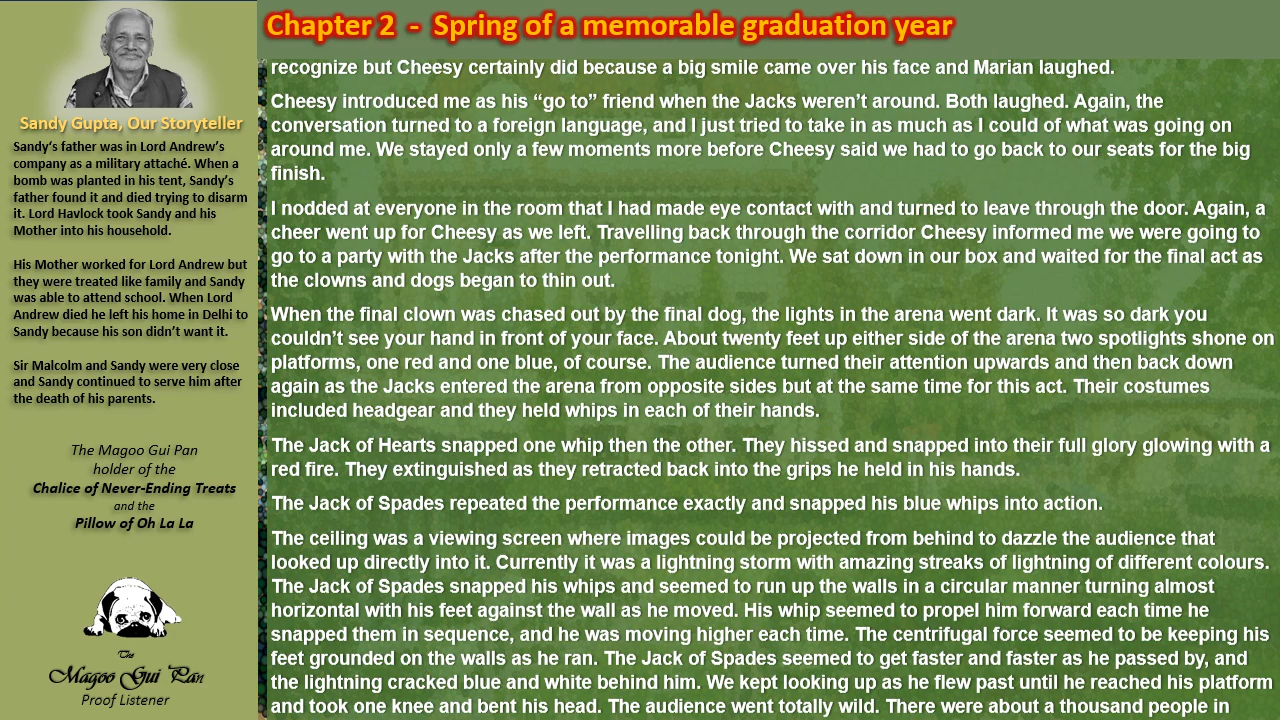 Chapter 2 - Spring of a memorable graduation year
Sandy Gupta, Our Storyteller
Sandy‘s father was in Lord Andrew’s
company as a military attaché. When a
bomb was planted in his tent, Sandy’s
father found it and died trying to disarm
it. Lord Havlock took Sandy and his
Mother into his household.
His Mother worked for Lord Andrew but
they were treated like family and Sandy
was able to attend school. When Lord
Andrew died he left his home in Delhi to
Sandy because his son didn’t want it.
Sir Malcolm and Sandy were very close
and Sandy continued to serve him after
the death of his parents.
The Magoo Gui Pan
holder of the
Chalice of Never-Ending Treats
and the
Pillow of Oh La La
The
Magoo Gui Pan
Proof Listener
recognize but Cheesy certainly did because a big smile came over his face and Marian laughed.
Cheesy introduced me as his “go to” friend when the Jacks weren’t around. Both laughed. Again, the
conversation turned to a foreign language, and I just tried to take in as much as I could of what was going on
around me. We stayed only a few moments more before Cheesy said we had to go back to our seats for the big
finish.
I nodded at everyone in the room that I had made eye contact with and turned to leave through the door. Again, a
cheer went up for Cheesy as we left. Travelling back through the corridor Cheesy informed me we were going to
go to a party with the Jacks after the performance tonight. We sat down in our box and waited for the final act as
the clowns and dogs began to thin out.
When the final clown was chased out by the final dog, the lights in the arena went dark. It was so dark you
couldn’t see your hand in front of your face. About twenty feet up either side of the arena two spotlights shone on
platforms, one red and one blue, of course. The audience turned their attention upwards and then back down
again as the Jacks entered the arena from opposite sides but at the same time for this act. Their costumes
included headgear and they held whips in each of their hands.
The Jack of Hearts snapped one whip then the other. They hissed and snapped into their full glory glowing with a
red fire. They extinguished as they retracted back into the grips he held in his hands.
The Jack of Spades repeated the performance exactly and snapped his blue whips into action.
The ceiling was a viewing screen where images could be projected from behind to dazzle the audience that
looked up directly into it. Currently it was a lightning storm with amazing streaks of lightning of different colours.
The Jack of Spades snapped his whips and seemed to run up the walls in a circular manner turning almost
horizontal with his feet against the wall as he moved. His whip seemed to propel him forward each time he
snapped them in sequence, and he was moving higher each time. The centrifugal force seemed to be keeping his
feet grounded on the walls as he ran. The Jack of Spades seemed to get faster and faster as he passed by, and
the lightning cracked blue and white behind him. We kept looking up as he flew past until he reached his platform
and took one knee and bent his head. The audience went totally wild. There were about a thousand people in